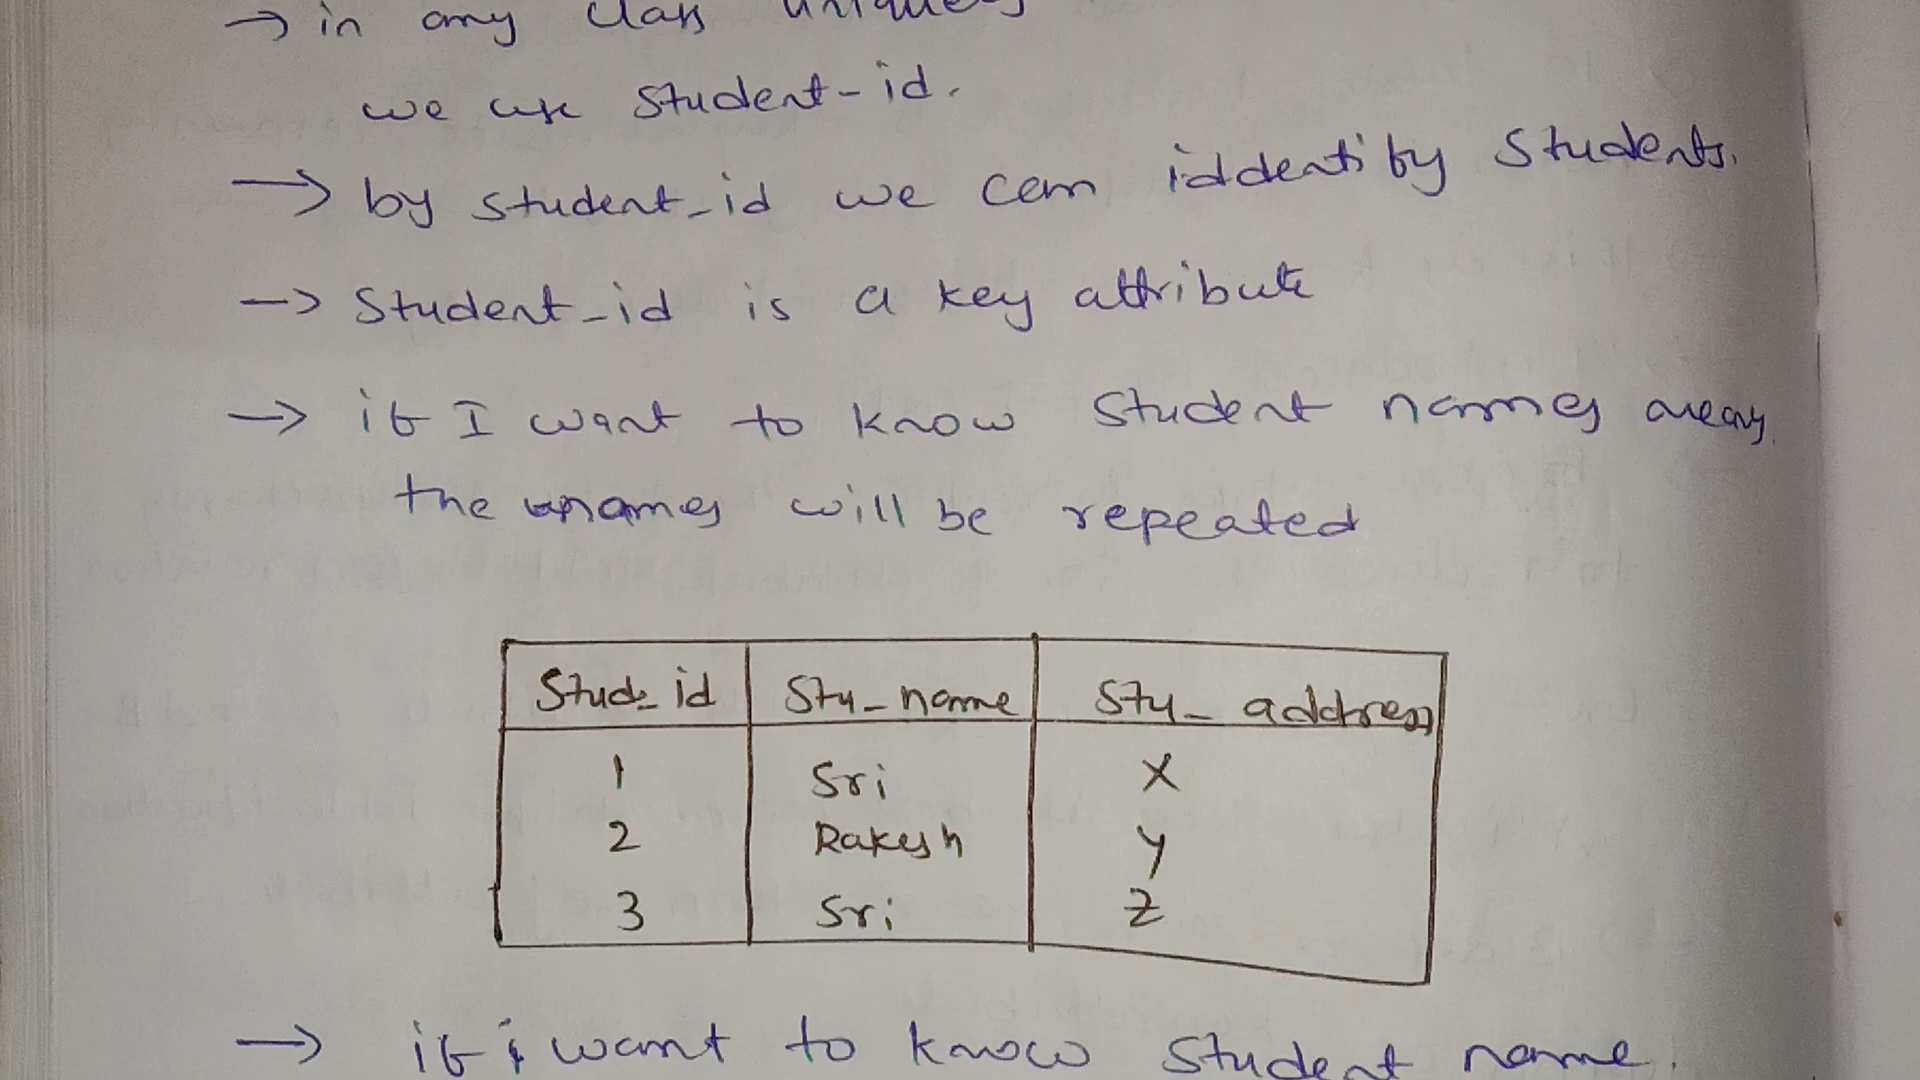 → in any class
we use student-id.
→ by student_id we can iddentify students.
→ Student_id is a key attribute
→ if I want to know student names
the names will be repeated
Stud_id Stu_name Stu_address
1 Sri X
2 Rakesh Y
3 Sri Z
→ if i want to know student name.